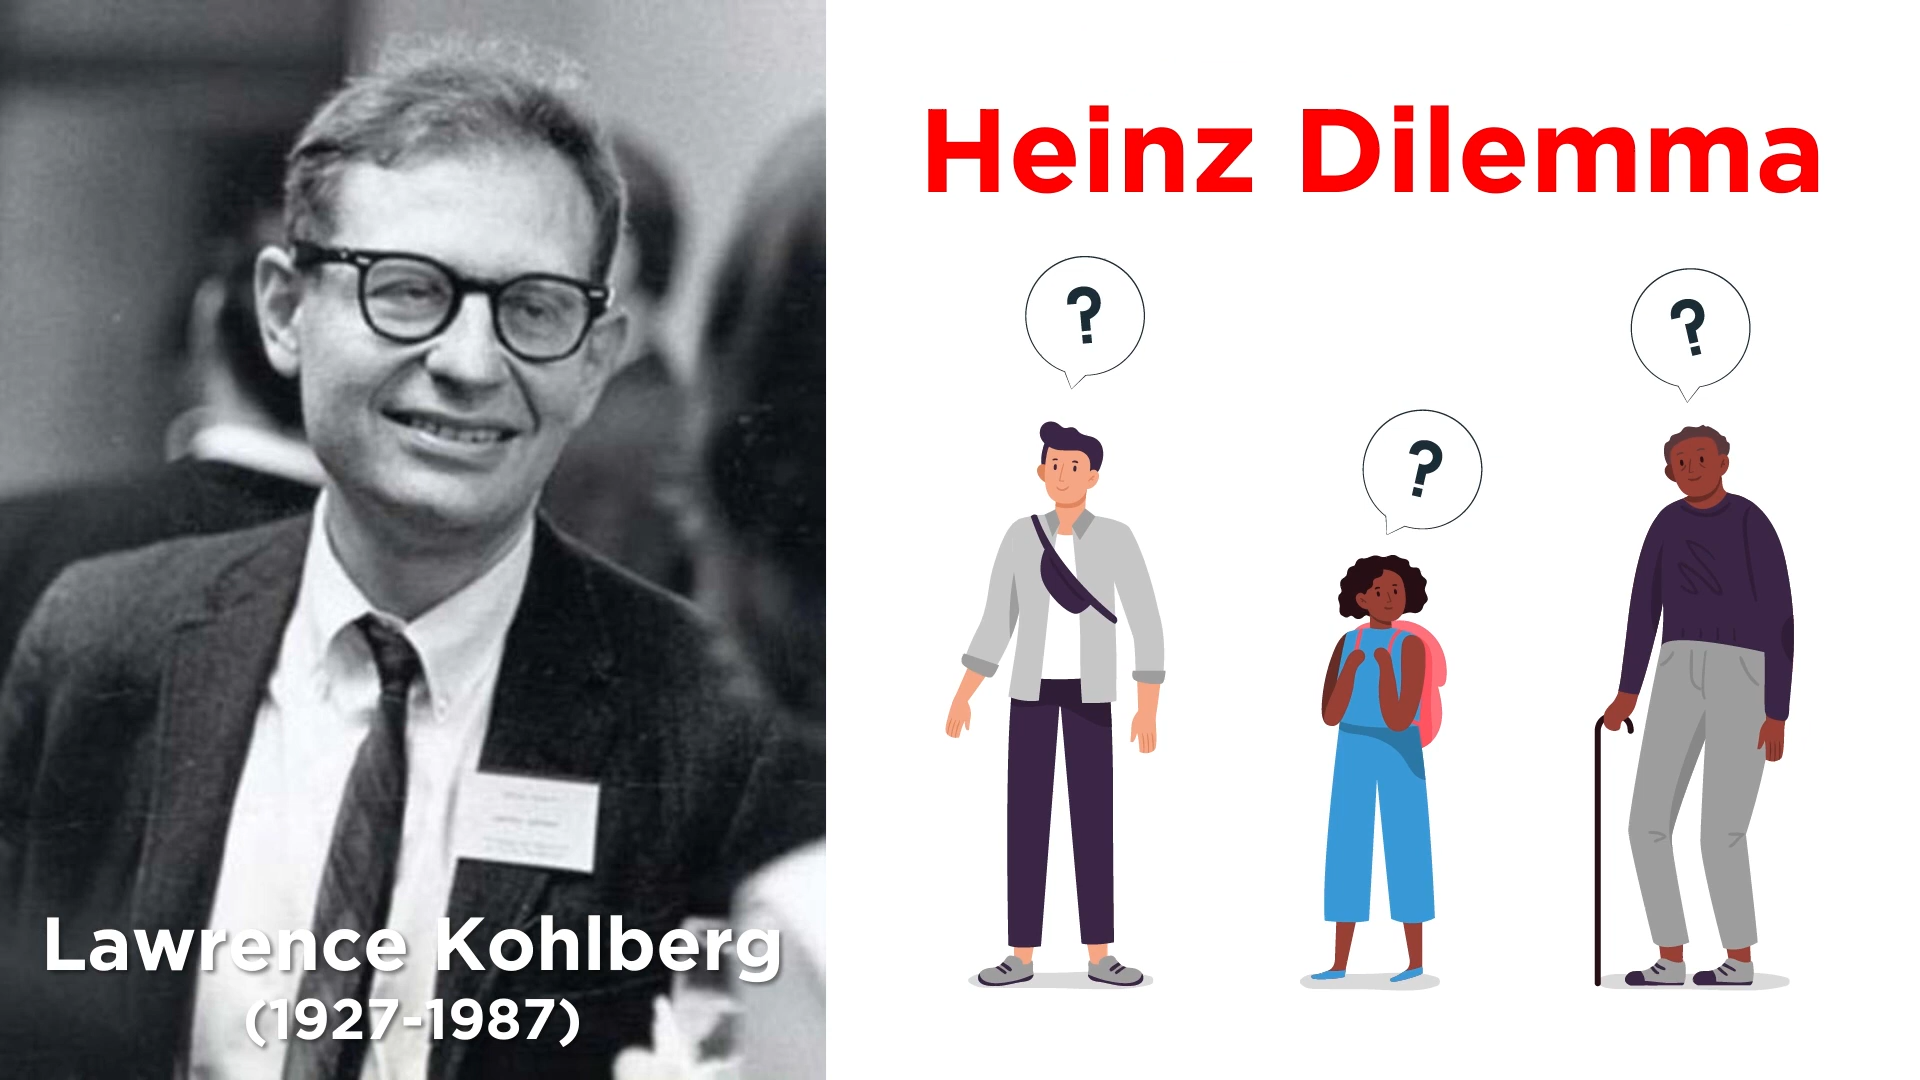 Heinz Dilemma
?
?
?
Lawrence Kohlberg
(1927-1987)